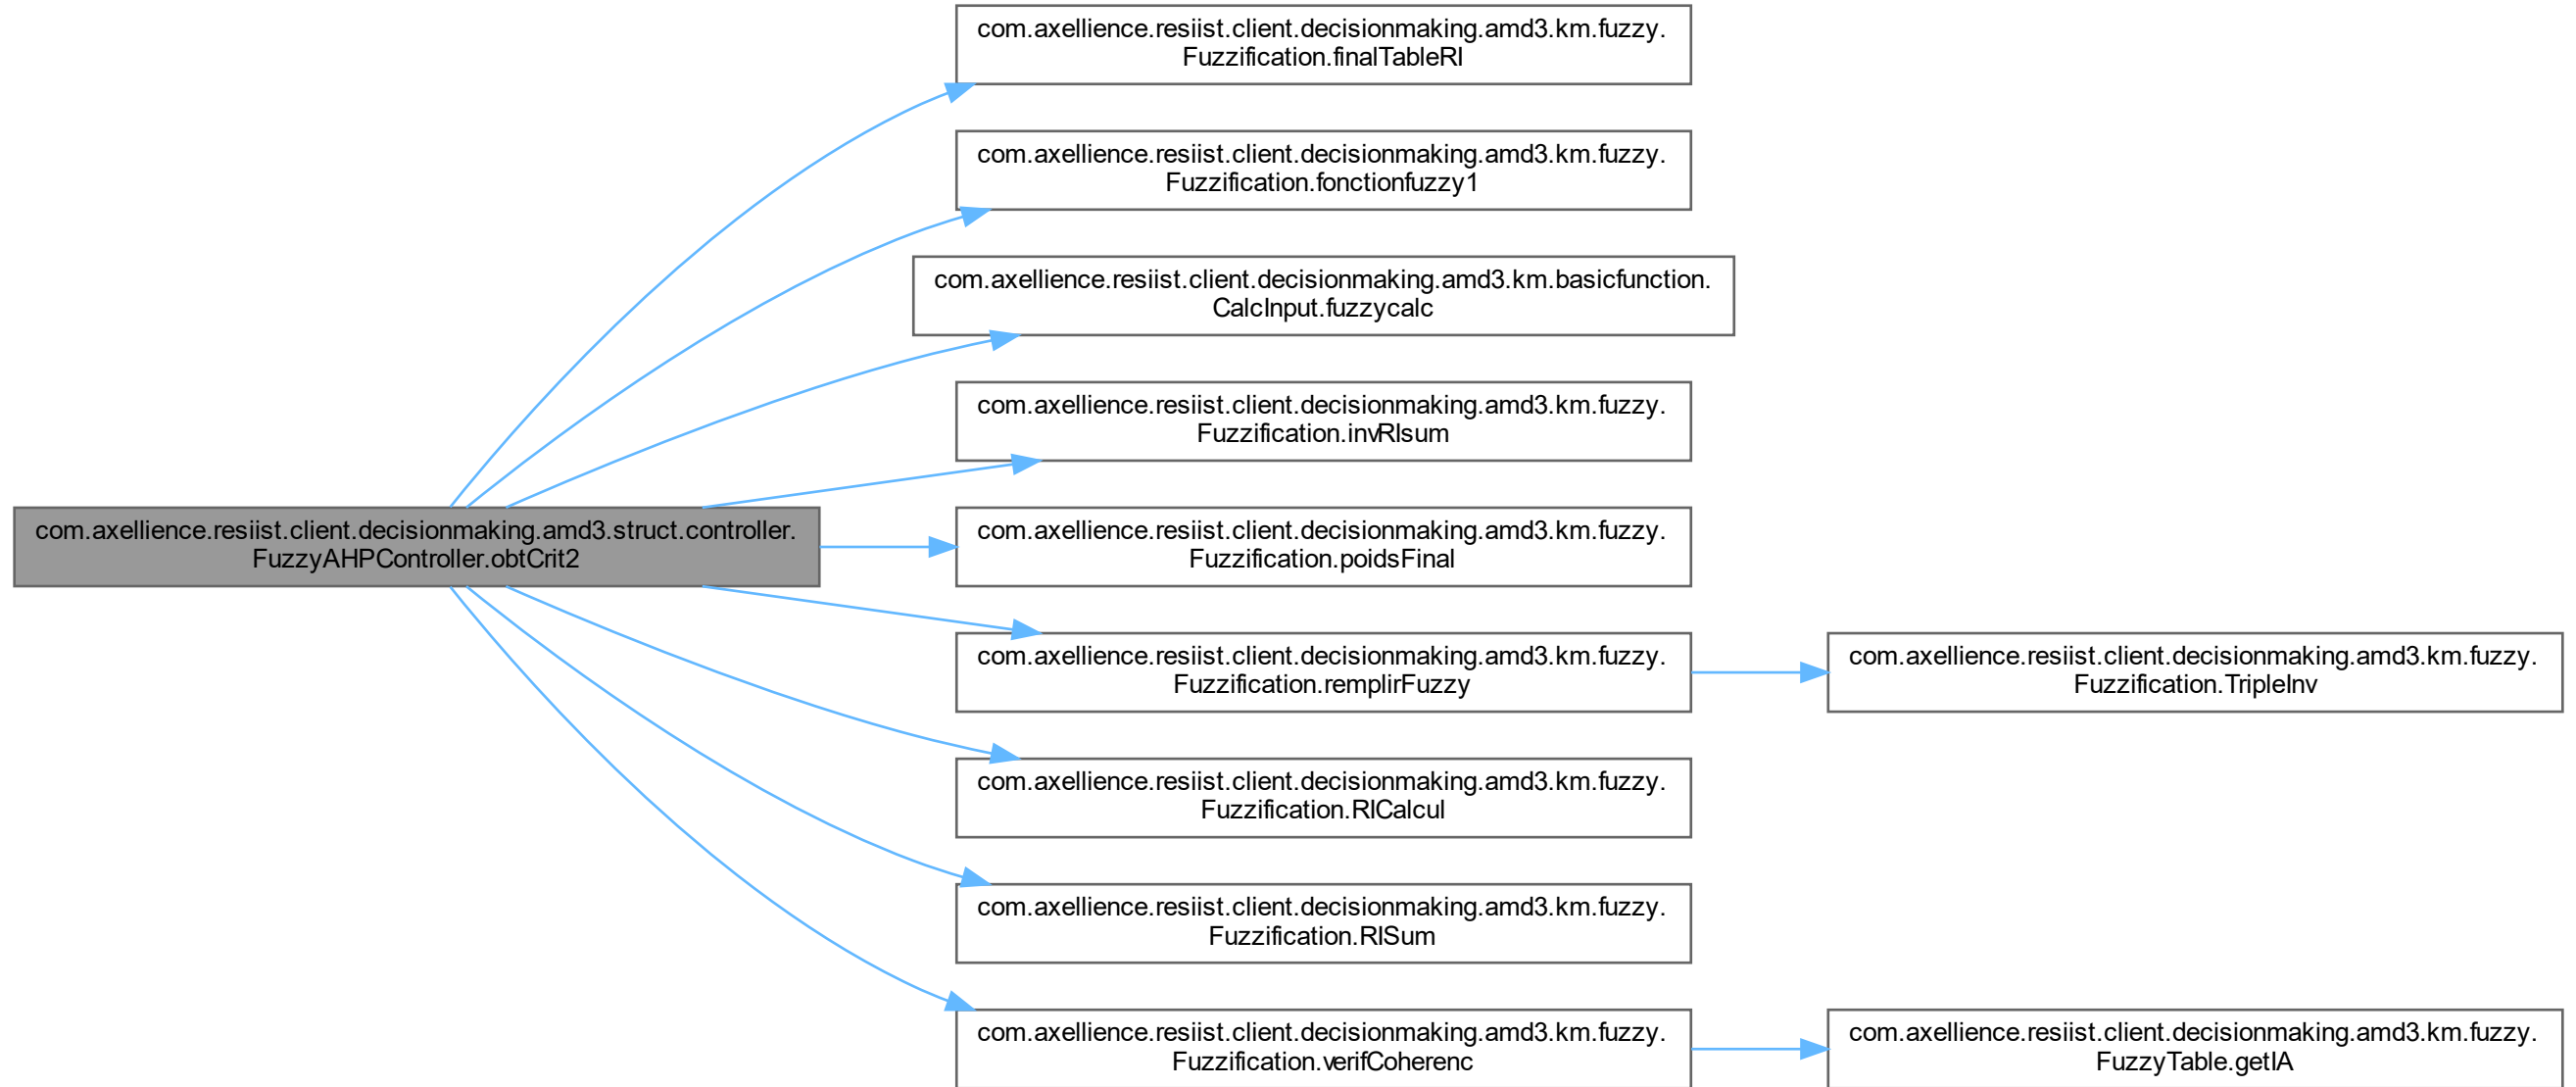 com.axellience.resiist.client.decisionmaking.amd3.km.fuzzy.
Fuzzification.finalTableRI
com.axellience.resiist.client.decisionmaking.amd3.km.fuzzy.
Fuzzification.fonctionfuzzy1
com.axellience.resiist.client.decisionmaking.amd3.km.basicfunction.
CalcInput.fuzzycalc
com.axellience.resiist.client.decisionmaking.amd3.km.fuzzy.
Fuzzification.invRIsum
com.axellience.resiist.client.decisionmaking.amd3.struct.controller.
FuzzyAHPController.obtCrit2
com.axellience.resiist.client.decisionmaking.amd3.km.fuzzy.
Fuzzification.poidsFinal
com.axellience.resiist.client.decisionmaking.amd3.km.fuzzy.
Fuzzification.remplirFuzzy
com.axellience.resiist.client.decisionmaking.amd3.km.fuzzy.
Fuzzification.TripleInv
com.axellience.resiist.client.decisionmaking.amd3.km.fuzzy.
Fuzzification.RICalcul
com.axellience.resiist.client.decisionmaking.amd3.km.fuzzy.
Fuzzification.RISum
com.axellience.resiist.client.decisionmaking.amd3.km.fuzzy.
Fuzzification.verifCoherenc
com.axellience.resiist.client.decisionmaking.amd3.km.fuzzy.
FuzzyTable.getIA